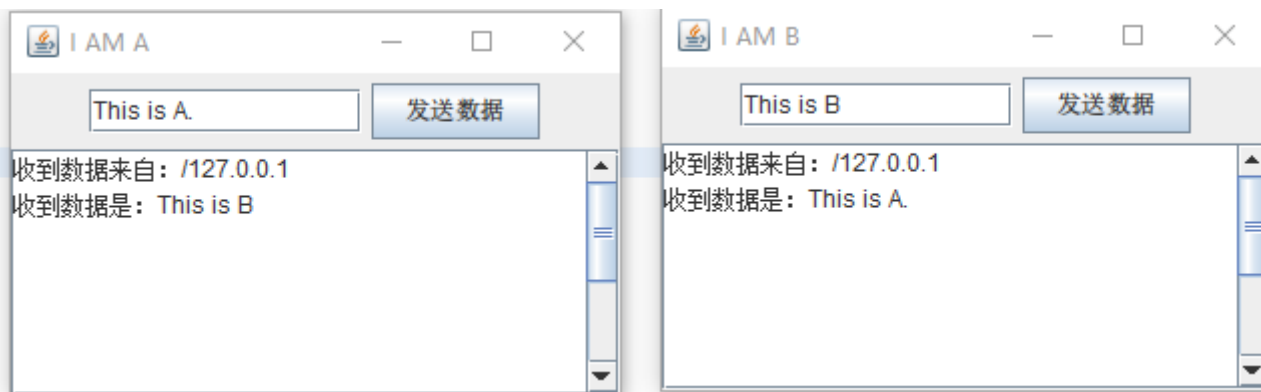 I AM A
This is A.
发送数据
收到数据来自：/127.0.0.1
收到数据是：This is B
I AM B
This is B
发送数据
收到数据来自：/127.0.0.1
收到数据是：This is A.